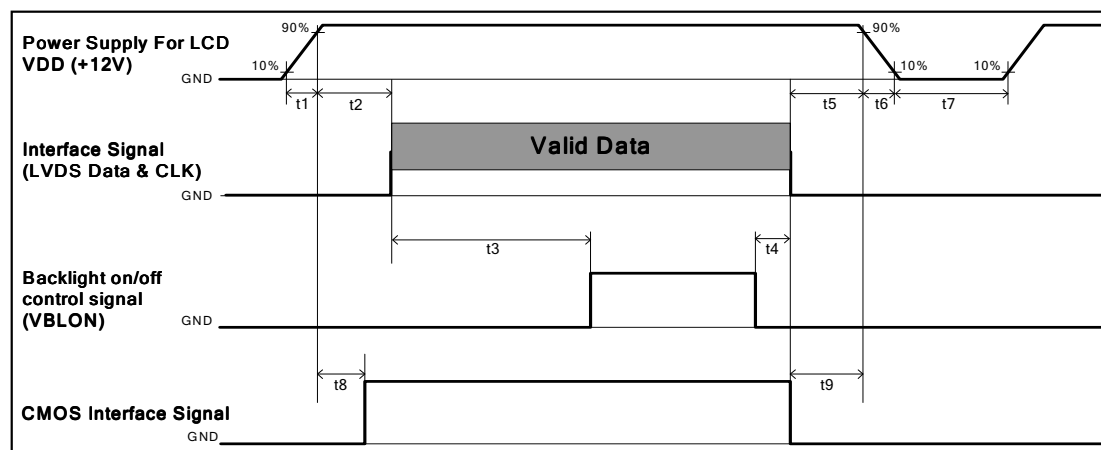 Power Supply For LCD
VDD (+12V)
90%
90%
10%
10%
10%
GND
t1
t2
t5
t6
t7
Interface Signal
(LVDS Data & CLK)
Valid Data
GND
t3
t4
Backlight on/off
control signal
(VBLON)
GND
t8
t9
CMOS Interface Signal
GND